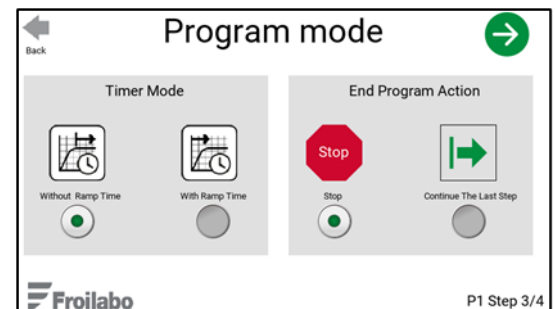 Program mode
Back
Timer Mode
End Program Action
Stop
Without Ramp Time
With Ramp Time
Stop
Continue The Last Step
Froilabo
P1 Step 3/4